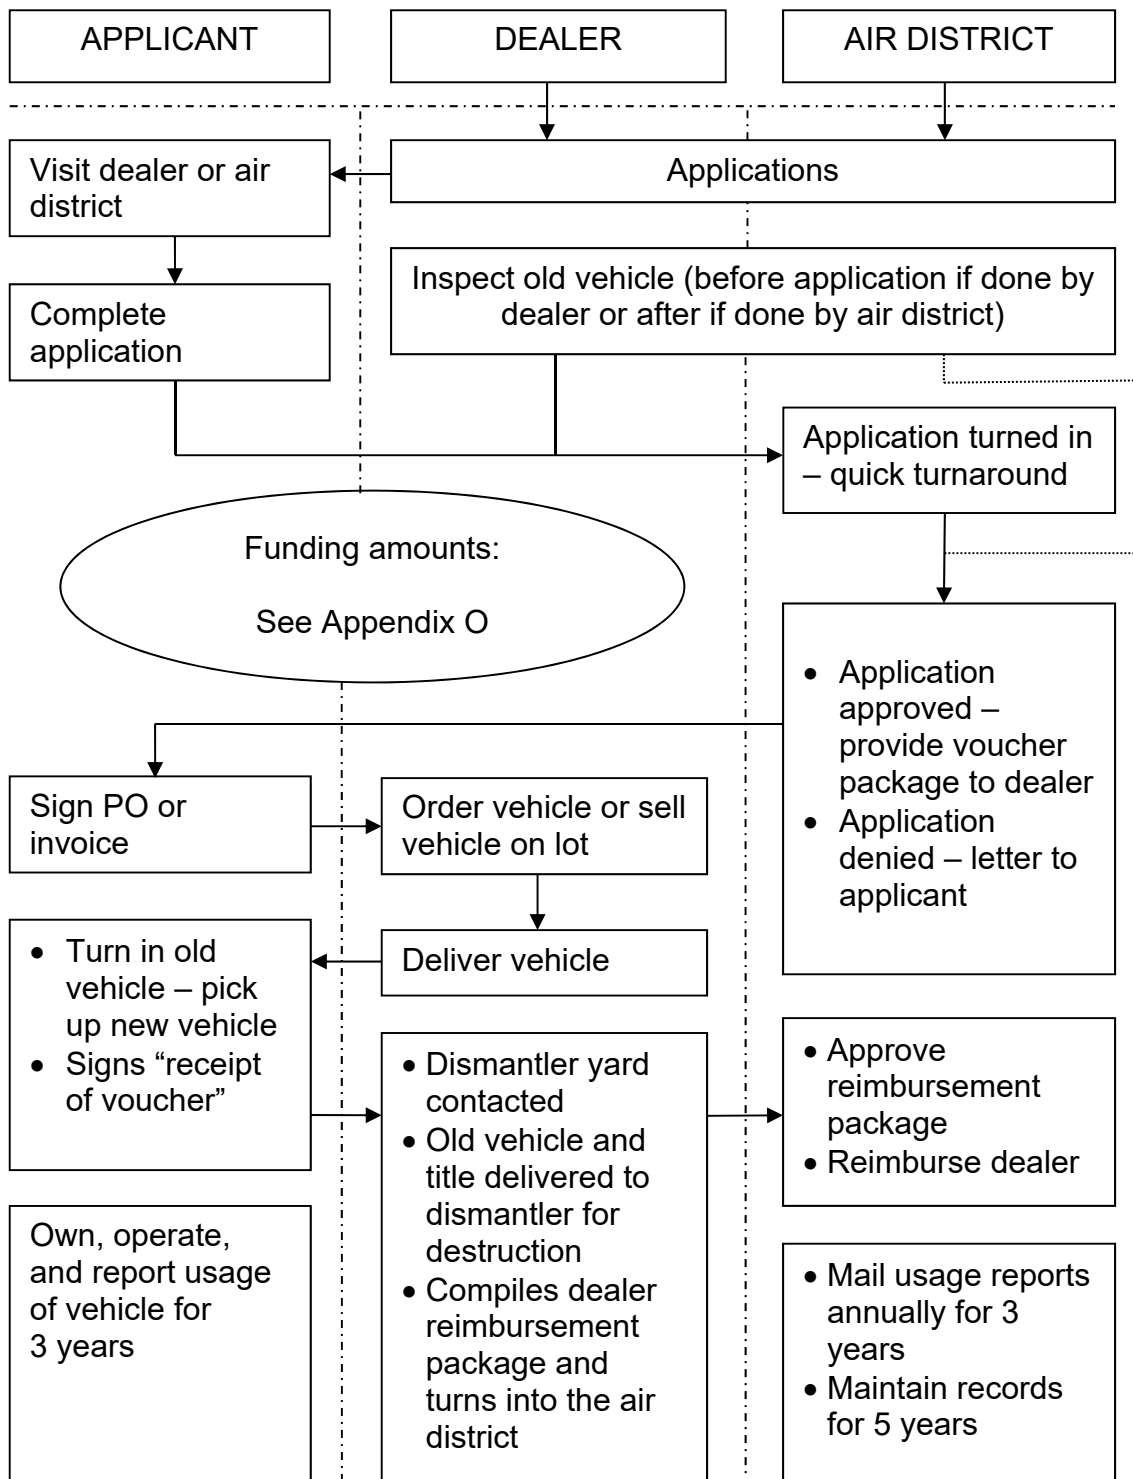 APPLICANT
DEALER
AIR DISTRICT
Visit dealer or air
district
Applications
Complete
application
Inspect old vehicle (before application if done by
dealer or after if done by air district)
Application turned in
– quick turnaround
Funding amounts:
See Appendix O
• Application
approved –
provide voucher
package to dealer
• Application
denied – letter to
applicant
Sign PO or
invoice
Order vehicle or sell
vehicle on lot
Deliver vehicle
• Turn in old
vehicle – pick
up new vehicle
• Signs “receipt
of voucher”
• Dismantler yard
contacted
• Old vehicle and
title delivered to
dismantler for
destruction
• Compiles dealer
reimbursement
package and
turns into the air
district
• Approve
reimbursement
package
• Reimburse dealer
Own, operate,
and report usage
of vehicle for
3 years
• Mail usage reports
annually for 3
years
• Maintain records
for 5 years